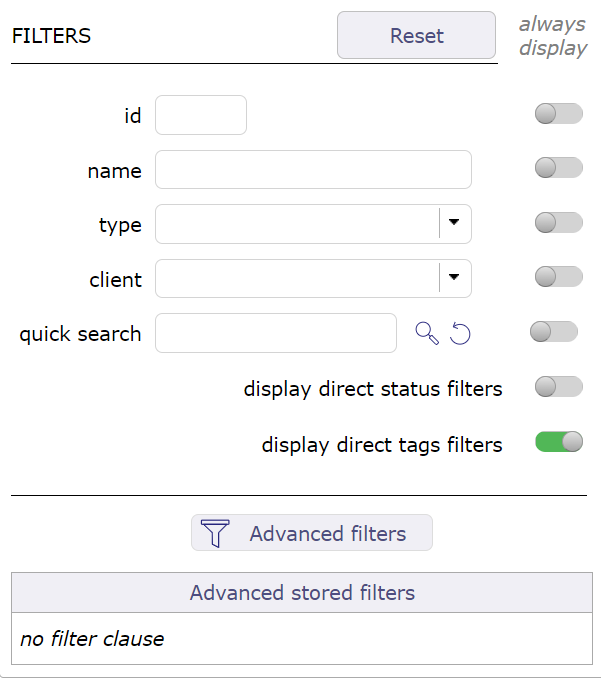 FILTERS
Reset
always
display
id
name
type
client
quick search
display direct status filters
display direct tags filters
Advanced filters
Advanced stored filters
no filter clause